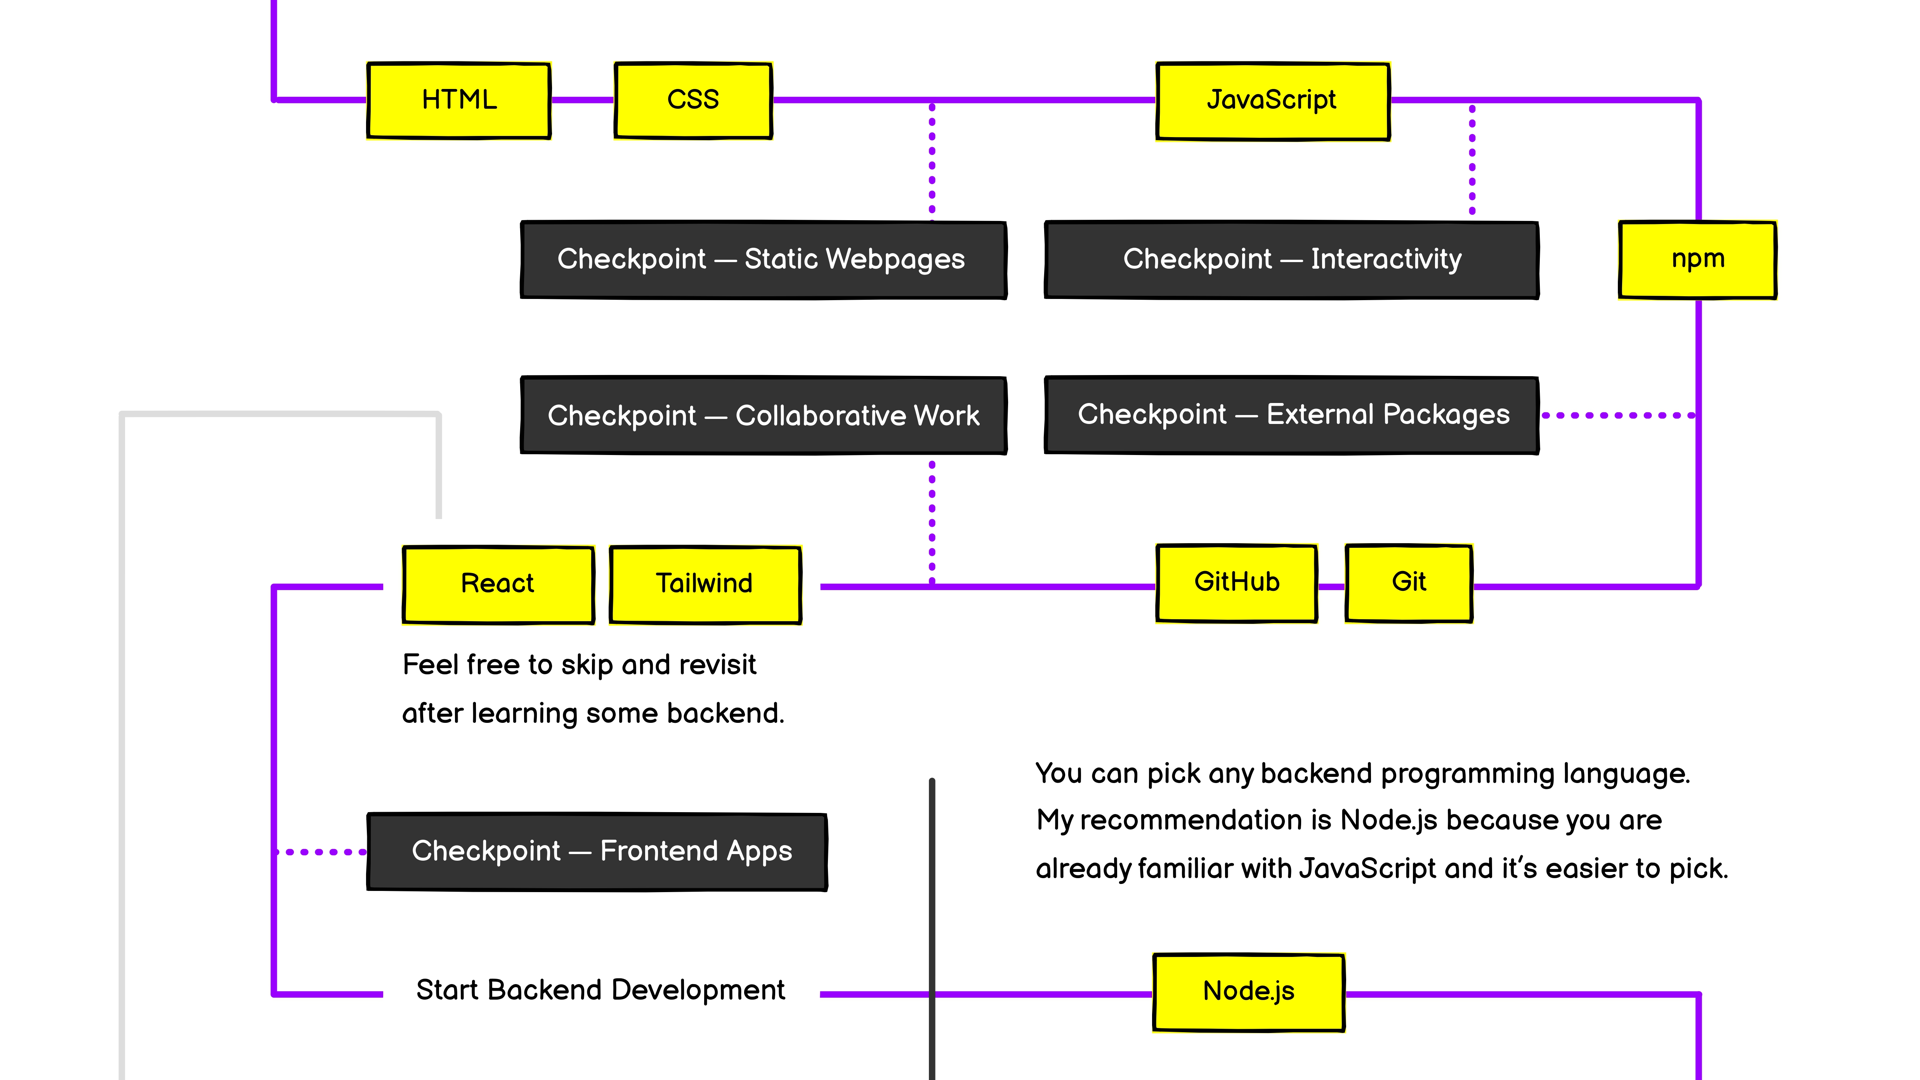 HTML
CSS
JavaScript
Checkpoint — Static Webpages
Checkpoint — Interactivity
npm
Checkpoint — Collaborative Work
Checkpoint — External Packages
React
Tailwind
GitHub
Git
Feel free to skip and revisit
after learning some backend.
You can pick any backend programming language.
My recommendation is Node.js because you are
already familiar with JavaScript and it's easier to pick.
Checkpoint — Frontend Apps
Start Backend Development
Node.js